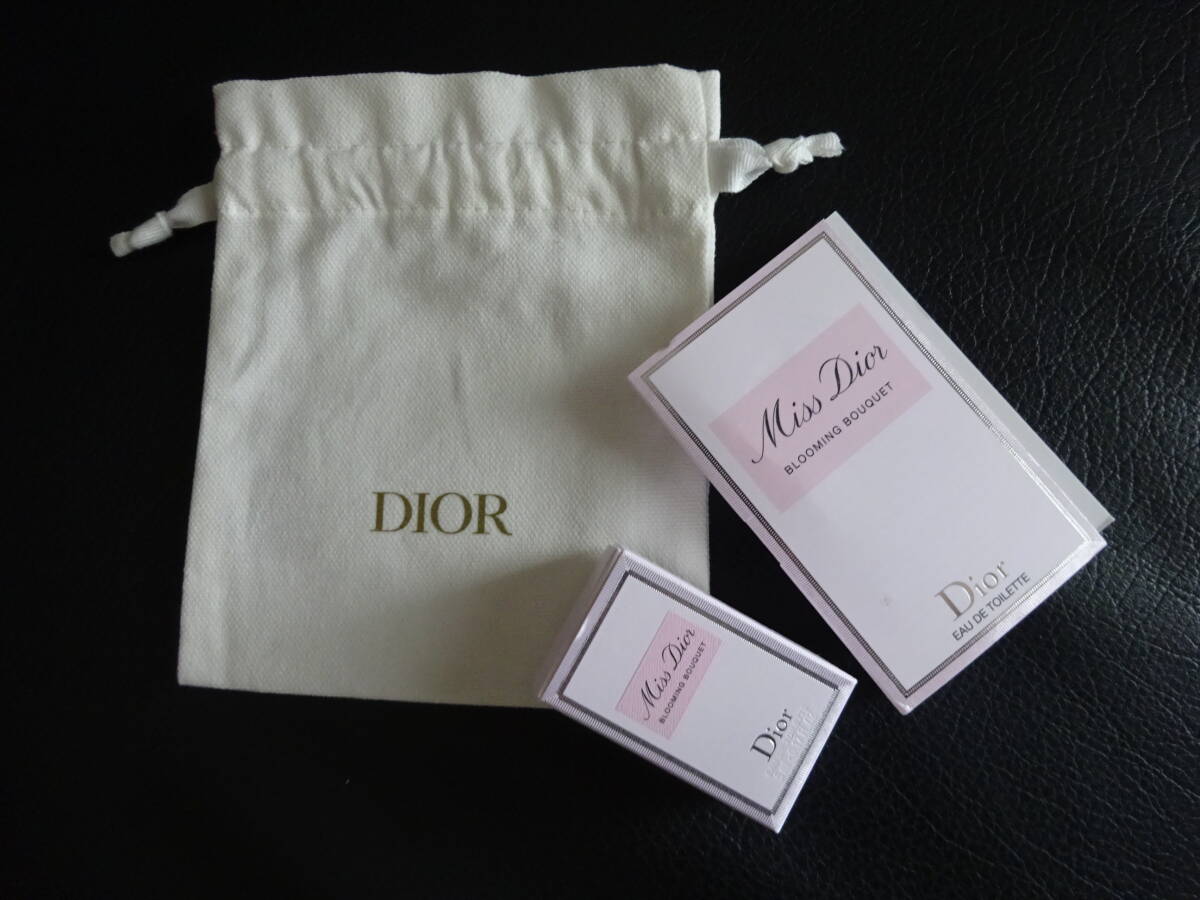 DIOR
Miss Dior
BLOOMING BOUQUET
Dior
EAU DE TOILETTE
Miss Dior
BLOOMING BOUQUET
Dior